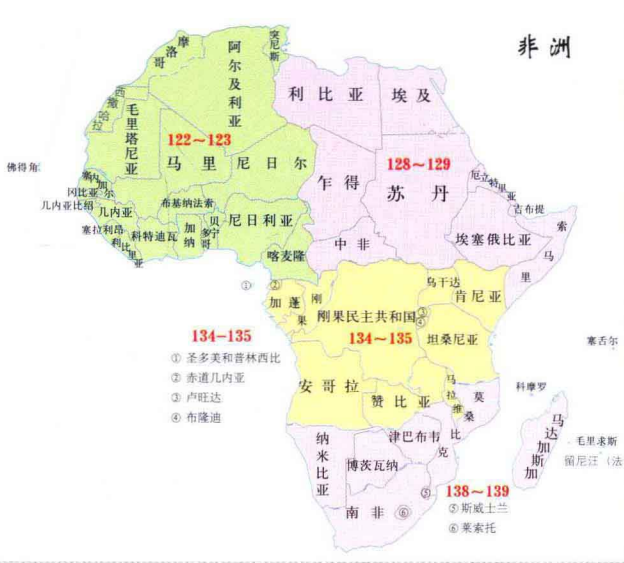 非洲
突尼斯
摩洛哥
阿尔及利亚
利比亚
埃及
西撒哈拉
毛里塔尼亚
122～123
马里
尼日尔
乍得
128～129
苏丹
厄立特里亚
佛得角
塞内加尔
冈比亚
几内亚比绍
几内亚
布基纳法索
吉布提
塞拉利昂
利比里亚
科特迪瓦
加纳
多哥
贝宁
尼日利亚
喀麦隆
中非
埃塞俄比亚
索马里
①
②
加蓬
刚果
刚果民主共和国
乌干达
肯尼亚
③
④
134-135
134～135
坦桑尼亚
① 圣多美和普林西比
② 赤道几内亚
③ 卢旺达
④ 布隆迪
塞舌尔
安哥拉
赞比亚
马拉维
莫桑比克
科摩罗
马达加斯加
毛里求斯
留尼汪（法
纳米比亚
津巴布韦
博茨瓦纳
138～139
⑤
⑤ 斯威士兰
南非
⑥
⑥ 莱索托